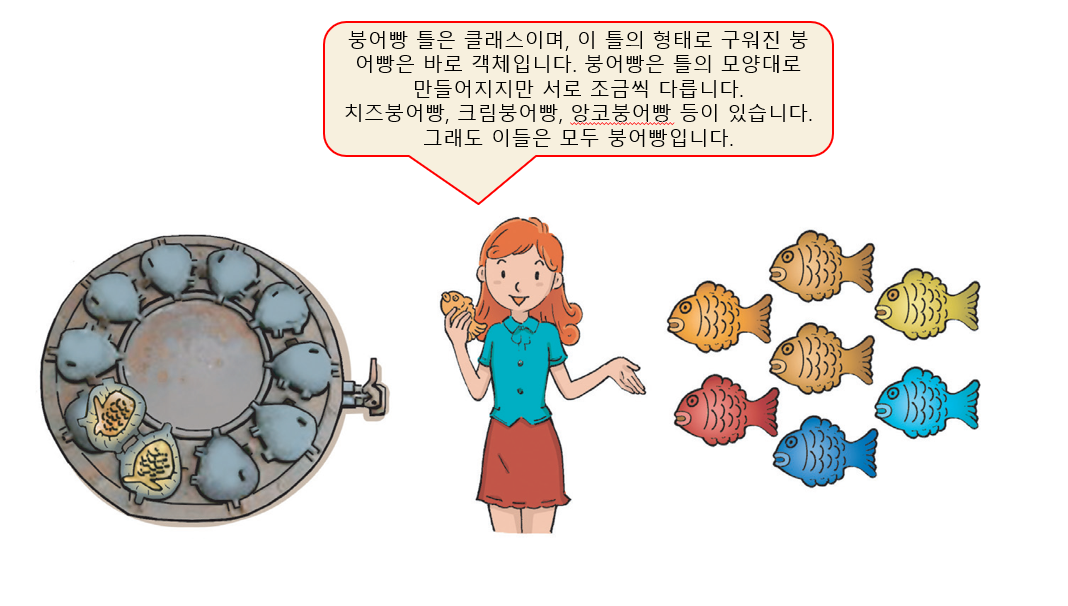 붕어빵 틀은 클래스이며, 이 틀의 형태로 구워진 붕
어빵은 바로 객체입니다. 붕어빵은 틀의 모양대로
만들어지지만 서로 조금씩 다릅니다.
치즈붕어빵, 크림붕어빵, 앙코붕어빵 등이 있습니다.
그래도 이들은 모두 붕어빵입니다.